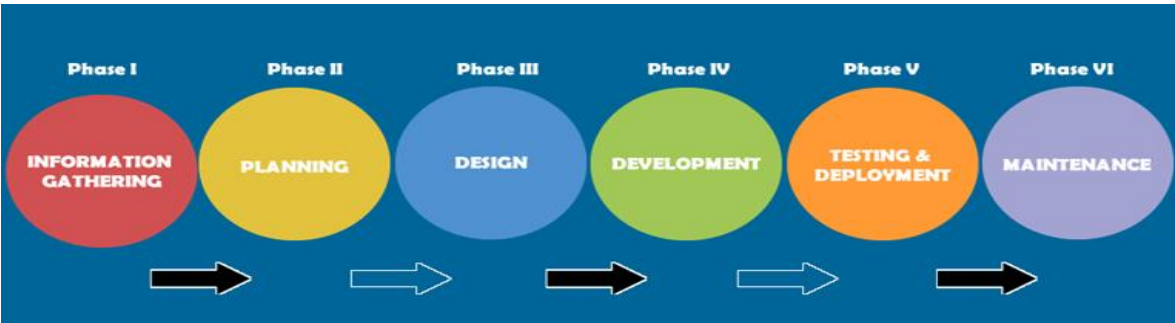 Phase I
Phase II
Phase III
Phase IV
Phase V
Phase VI
INFORMATION
GATHERING
PLANNING
DESIGN
DEVELOPMENT
TESTING &
DEPLOYMENT
MAINTENANCE